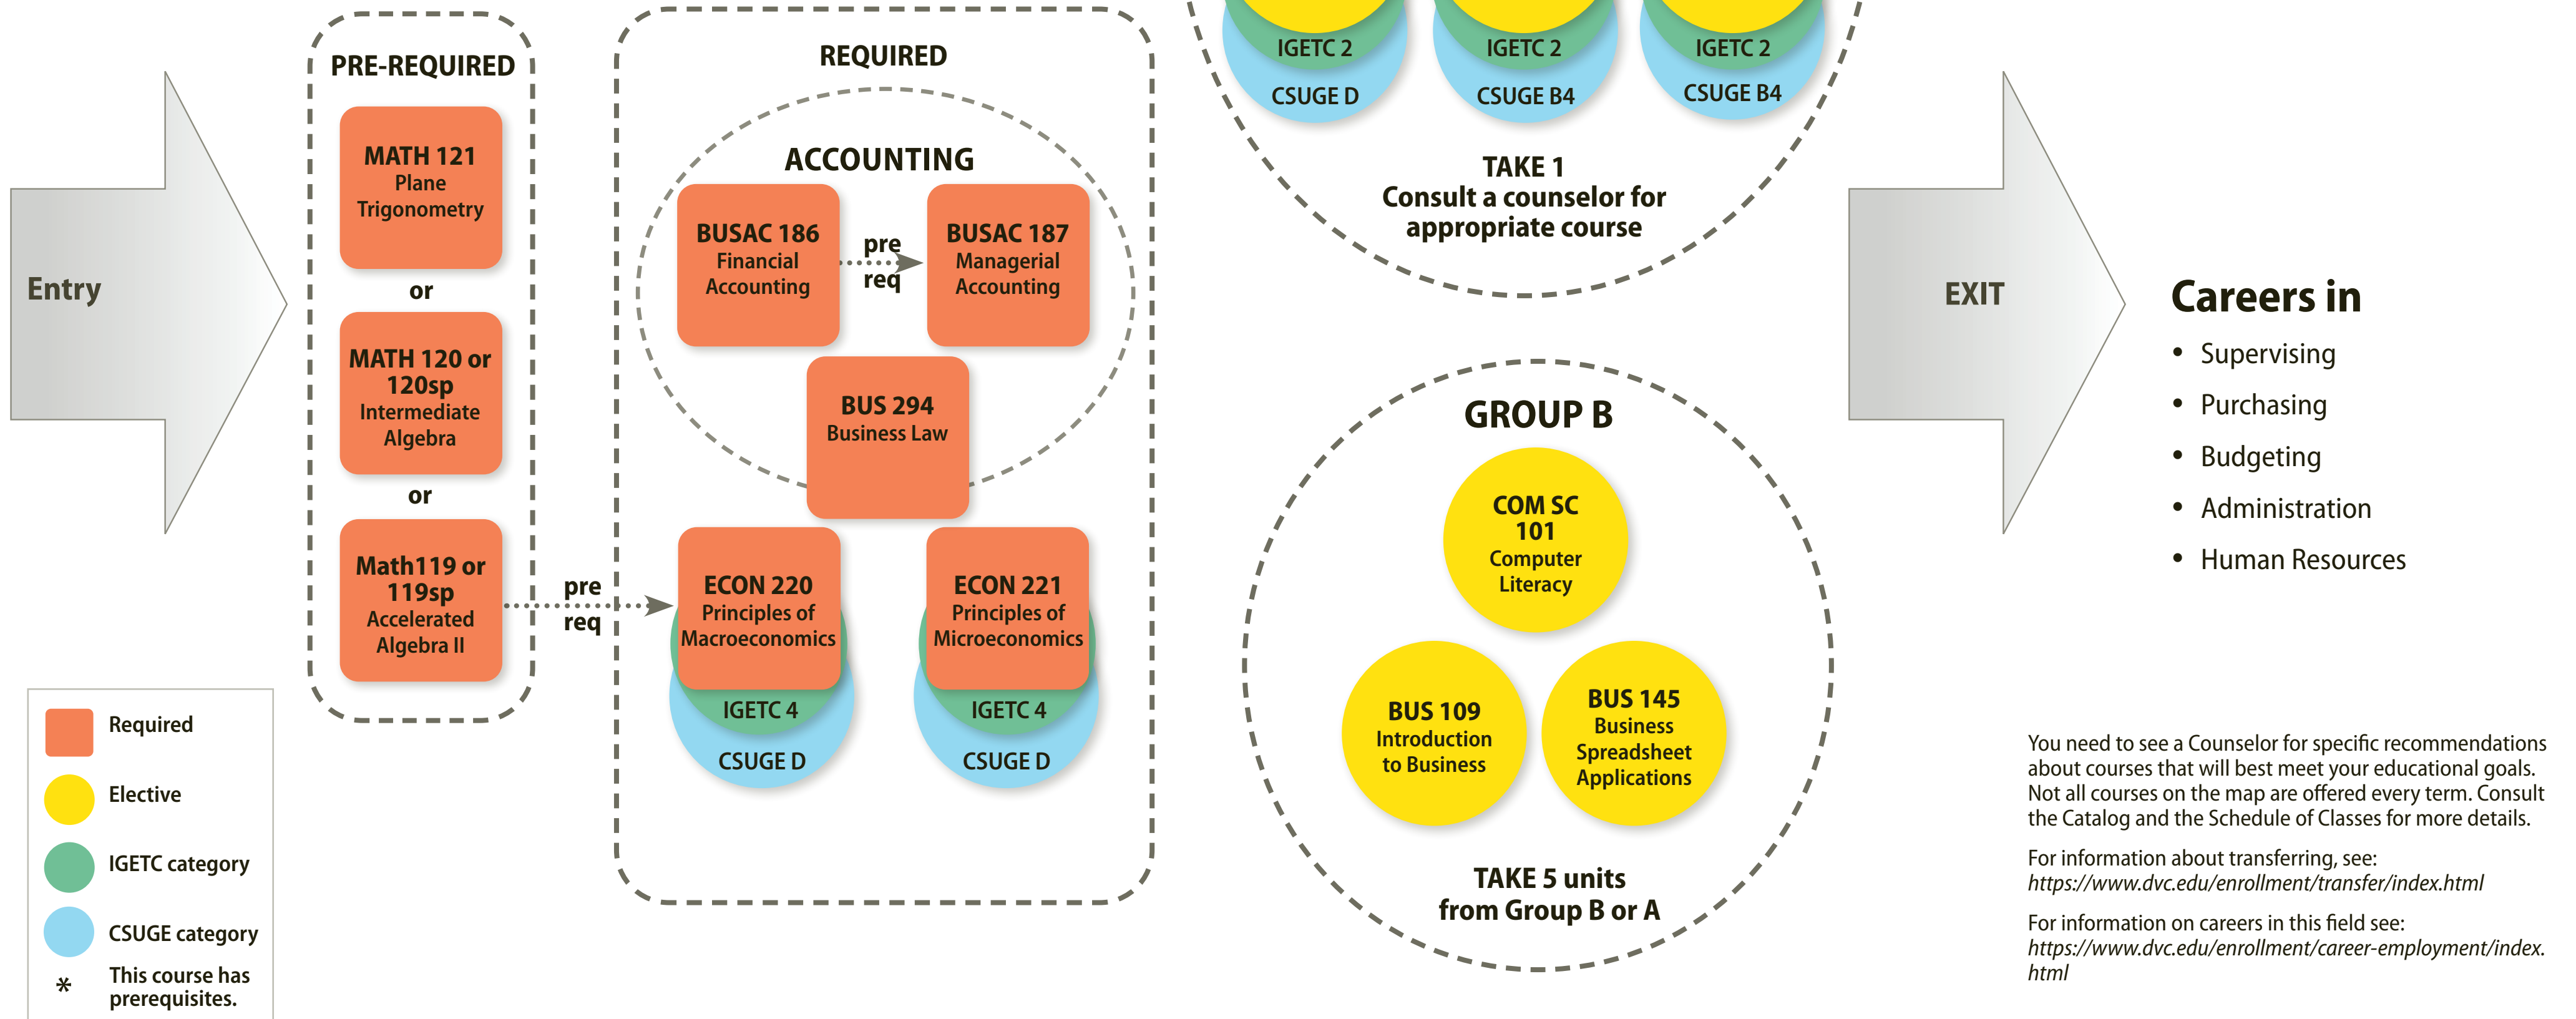 Entry
PRE-REQUIRED
MATH 121
Plane
Trigonometry
or
MATH 120 or
120sp
Intermediate
Algebra
or
Math119 or
119sp
Accelerated
Algebra II
pre
req
REQUIRED
ACCOUNTING
BUSAC 186
Financial
Accounting
pre
req
BUSAC 187
Managerial
Accounting
BUS 294
Business Law
ECON 220
Principles of
Macroeconomics
IGETC 4
CSUGE D
ECON 221
Principles of
Microeconomics
IGETC 4
CSUGE D
IGETC 2
CSUGE D
IGETC 2
CSUGE B4
IGETC 2
CSUGE B4
TAKE 1
Consult a counselor for
appropriate course
GROUP B
COM SC
101
Computer
Literacy
BUS 109
Introduction
to Business
BUS 145
Business
Spreadsheet
Applications
TAKE 5 units
from Group B or A
EXIT
Careers in
• Supervising
• Purchasing
• Budgeting
• Administration
• Human Resources
Required
Elective
IGETC category
CSUGE category
* This course has
prerequisites.
You need to see a Counselor for specific recommendations
about courses that will best meet your educational goals.
Not all courses on the map are offered every term. Consult
the Catalog and the Schedule of Classes for more details.
For information about transferring, see:
https://www.dvc.edu/enrollment/transfer/index.html
For information on careers in this field see:
https://www.dvc.edu/enrollment/career-employment/index.
html